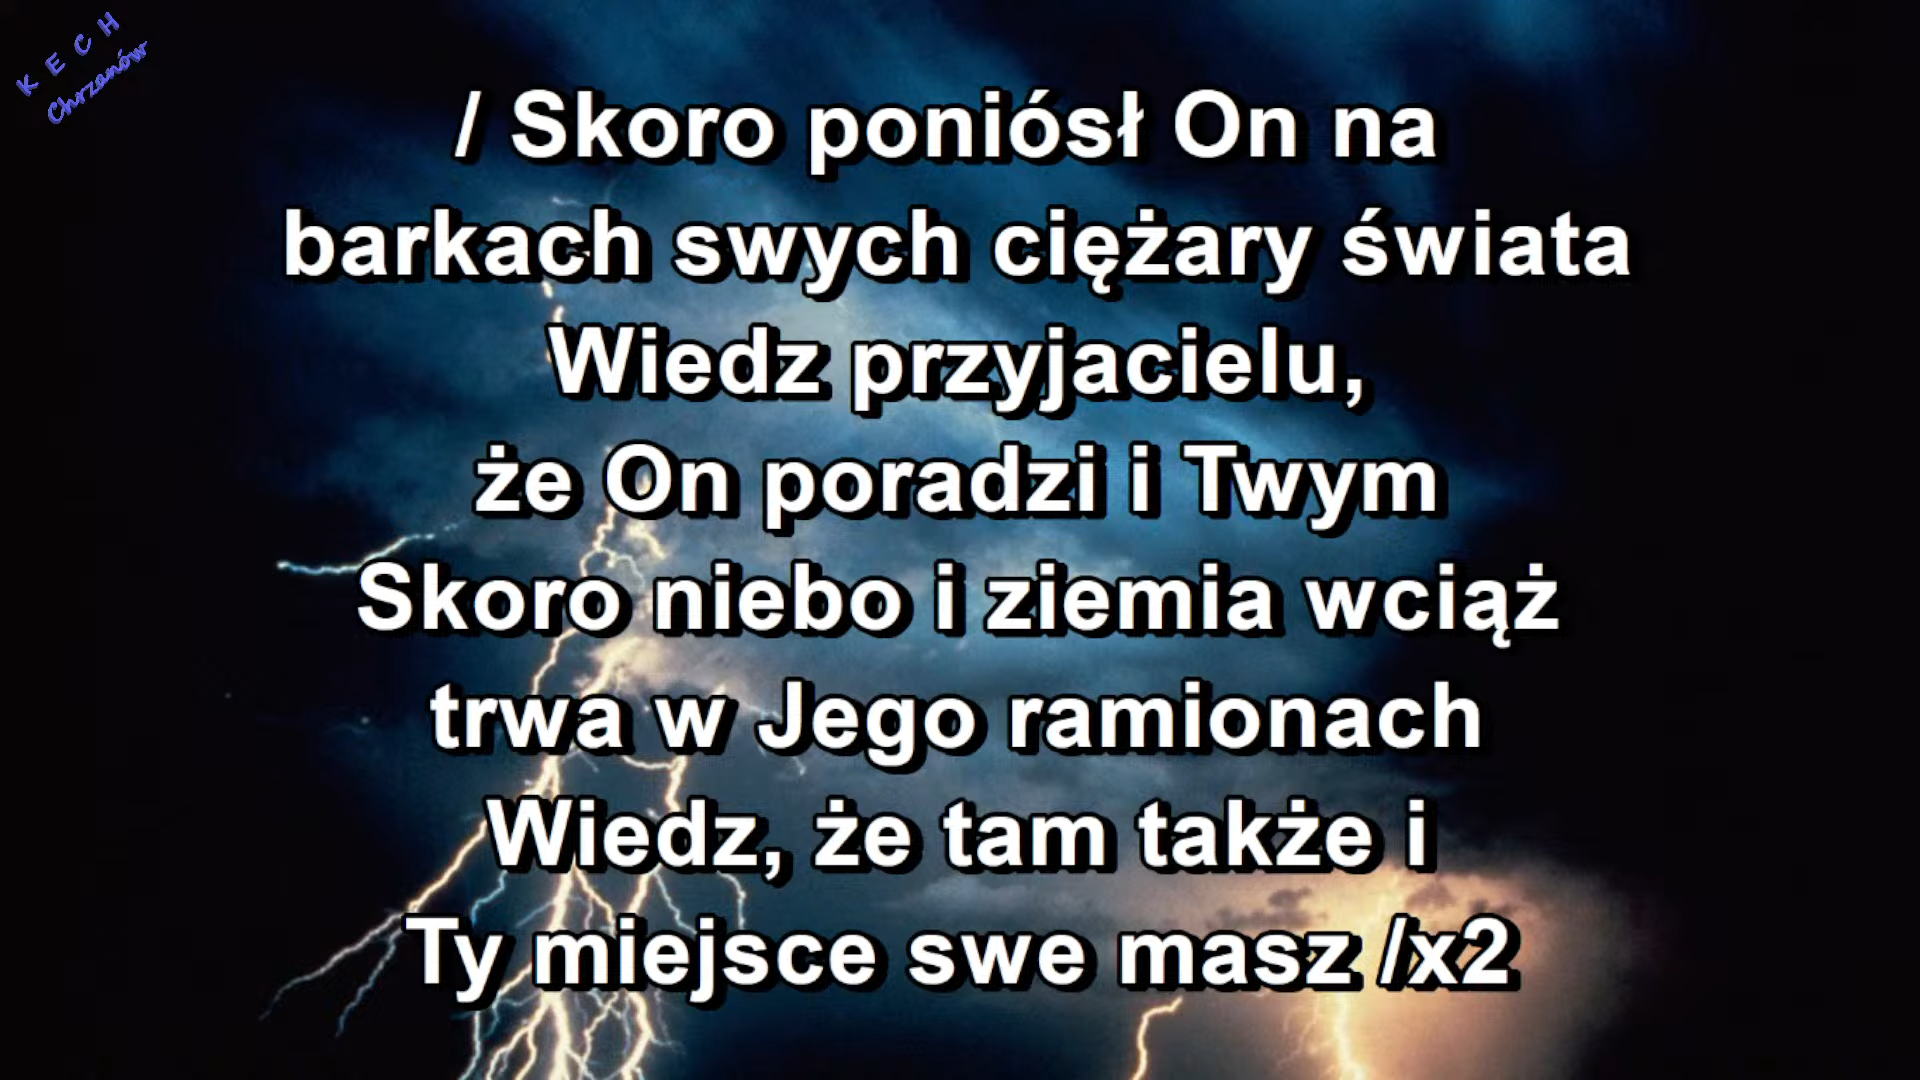 K E C H
Chrzanów
/ Skoro poniósł On na
barkach swych ciężary świata
Wiedz przyjacielu,
że On poradzi i Twym
Skoro niebo i ziemia wciąż
trwa w Jego ramionach
Wiedz, że tam także i
Ty miejsce swe masz /x2